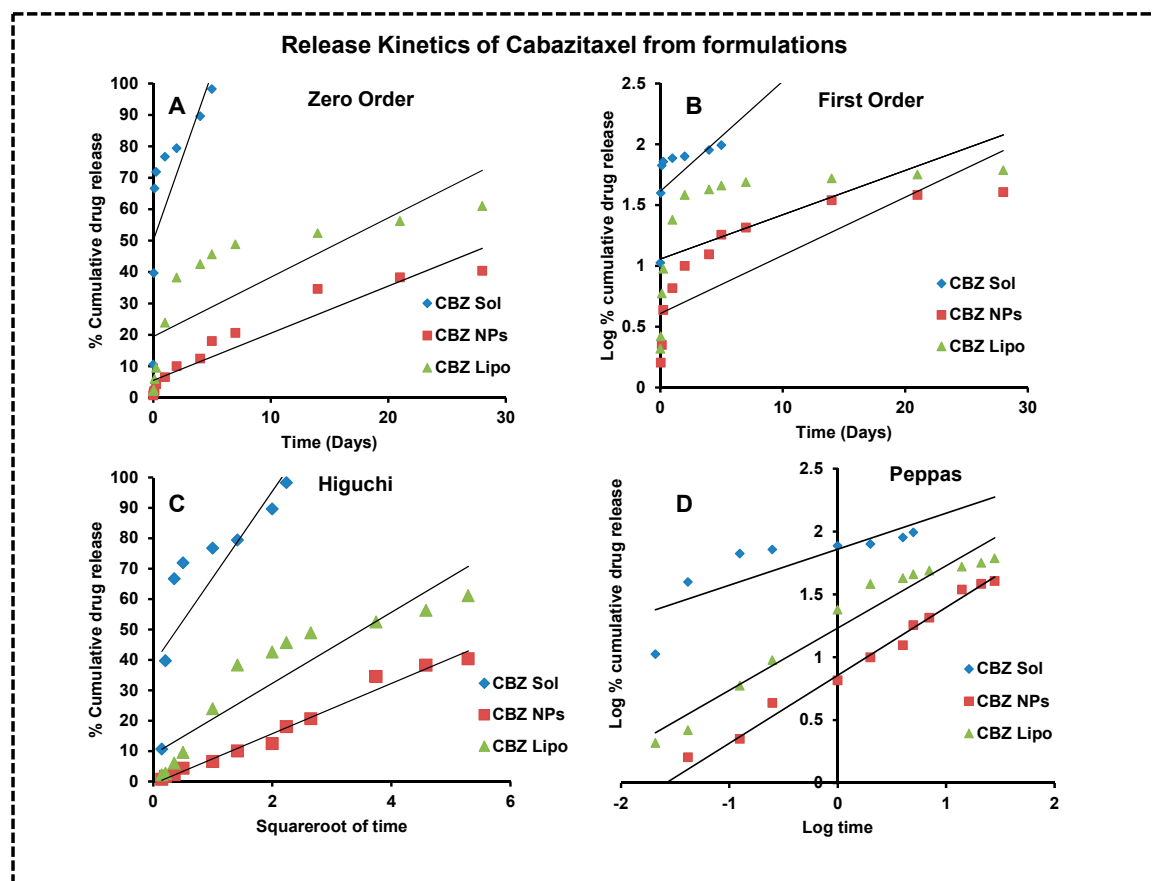 Release Kinetics of Cabazitaxel from formulations
A
Zero Order
% Cumulative drug release
100
90
80
70
60
50
40
30
20
10
0
0
10
20
30
Time (Days)
CBZ Sol
CBZ NPs
CBZ Lipo
B
First Order
Log % cumulative drug release
2.5
2
1.5
1
0.5
0
0
10
20
30
Time (Days)
CBZ Sol
CBZ NPs
CBZ Lipo
C
Higuchi
% Cumulative drug release
100
90
80
70
60
50
40
30
20
10
0
0
2
4
6
Squareroot of time
CBZ Sol
CBZ NPs
CBZ Lipo
D
Peppas
Log % cumulative drug release
2.5
2
1.5
1
0.5
0
-2
-1
0
1
2
Log time
CBZ Sol
CBZ NPs
CBZ Lipo